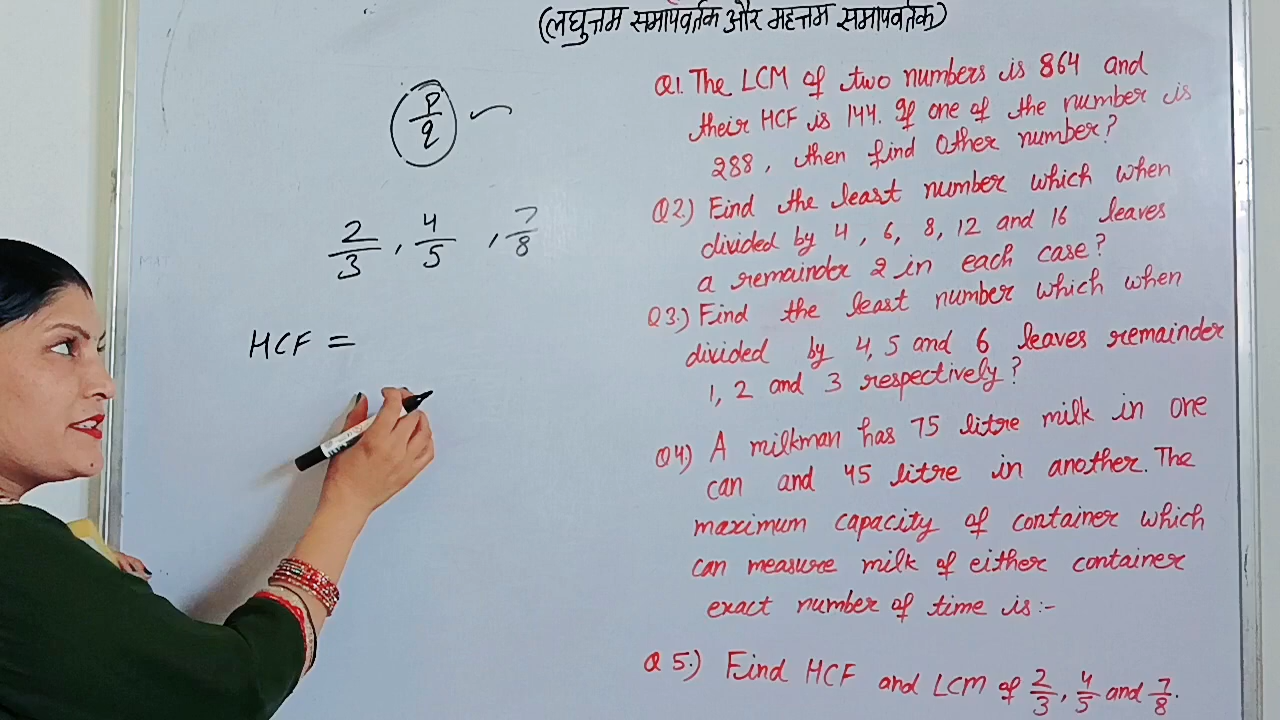 (लघुत्तम समापवर्तक और महत्तम समापवर्तक)
p/q
2/3, 4/5, 7/8
HCF =
Q1. The LCM of two numbers is 864 and
their HCF is 144. If one of the number is
288, then find other number?
Q2.) Find the least number which when
divided by 4, 6, 8, 12 and 16 leaves
a remainder 2 in each case?
Q3.) Find the least number which when
divided by 4, 5 and 6 leaves remainder
1, 2 and 3 respectively?
Q4) A milkman has 75 litre milk in one
can and 45 litre in another. The
maximum capacity of container which
can measure milk of either container
exact number of time is :-
Q5.) Find HCF and LCM of 2/3, 4/5 and 7/8.